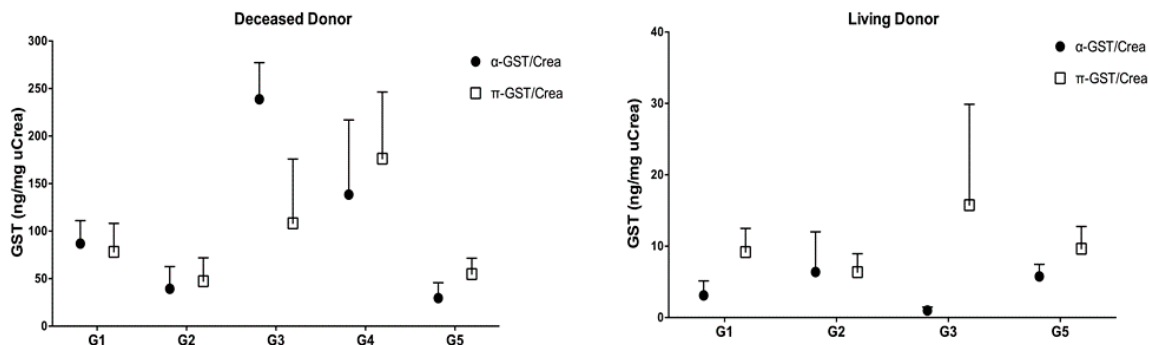 Deceased Donor
300
250
200
150
100
50
0
GST (ng/mg uCrea)
α-GST/Crea
π-GST/Crea
G1 G2 G3 G4 G5
Living Donor
40
30
20
10
0
GST (ng/mg uCrea)
α-GST/Crea
π-GST/Crea
G1 G2 G3 G5